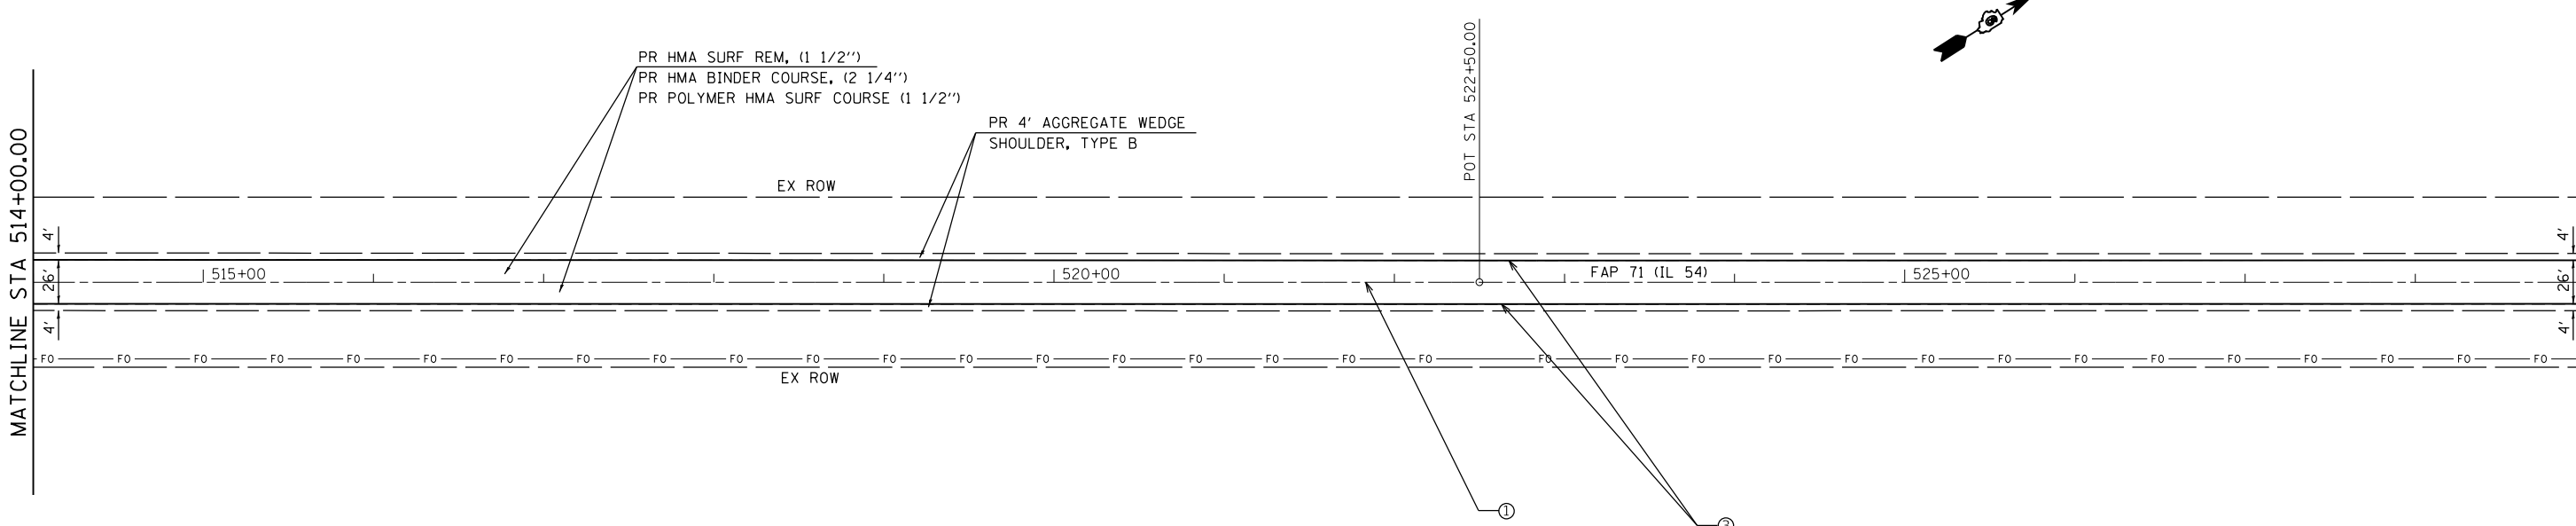 PR HMA SURF REM, (1 1/2'')
PR HMA BINDER COURSE, (2 1/4'')
PR POLYMER HMA SURF COURSE (1 1/2'')
PR 4' AGGREGATE WEDGE
SHOULDER, TYPE B
POT STA 522+50.00
MATCHLINE STA 514+00.00
EX ROW
4'
4'
515+00
520+00
FAP 71 (IL 54)
525+00
26'
26'
4'
4'
FO FO FO FO FO FO FO FO FO FO FO FO FO FO FO FO FO FO FO FO FO FO FO FO FO FO FO FO FO FO FO FO FO
EX ROW
1